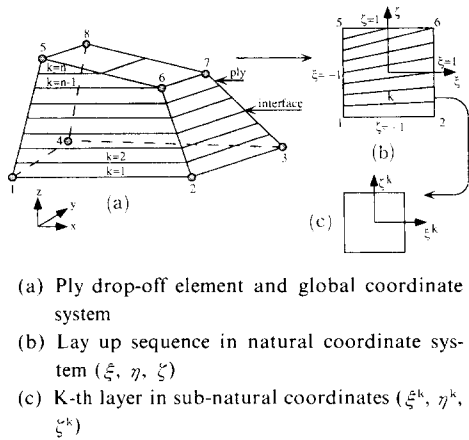 8
5
k=n
k=n-1
7
6
ply
interface
4
k=2
k=1
3
1
2
z
y
x
(a)
5
ζ=1
ζ
6
ξ= -1
ξ=1
ξ
k
1
ζ= -1
2
(b)
(c)
ζᵏ
ξᵏ
(a) Ply drop-off element and global coordinate
system
(b) Lay up sequence in natural coordinate sys-
tem (ξ, η, ζ)
(c) K-th layer in sub-natural coordinates (ξᵏ, ηᵏ,
ζᵏ)